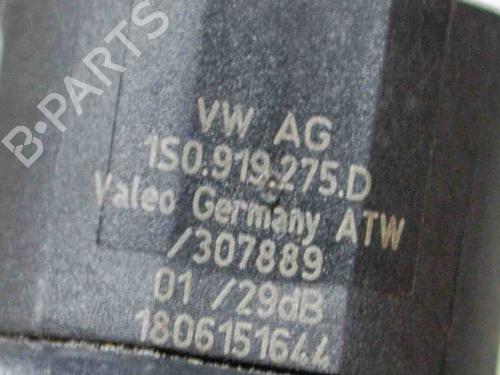 VW AG
1S0.919.275.D
Valeo Germany ATW
/307889
01 /29dB
1806151644
B-PARTS